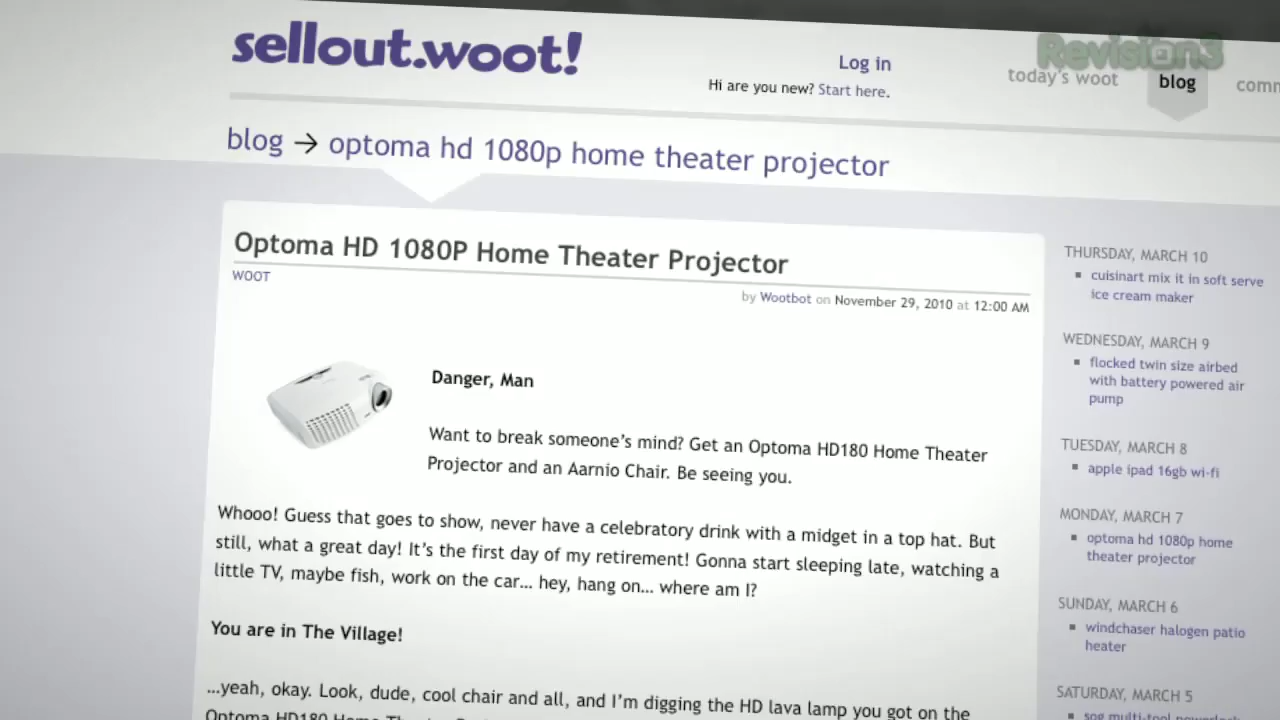 sellout.woot!
Log in
Hi are you new? Start here.
Revision3
today's woot
blog
comm
blog → optoma hd 1080p home theater projector
Optoma HD 1080P Home Theater Projector
WOOT
by Wootbot on November 29, 2010 at 12:00 AM
Danger, Man
Want to break someone's mind? Get an Optoma HD180 Home Theater
Projector and an Aarnio Chair. Be seeing you.
Whooo! Guess that goes to show, never have a celebratory drink with a midget in a top hat. But
still, what a great day! It's the first day of my retirement! Gonna start sleeping late, watching a
little TV, maybe fish, work on the car... hey, hang on... where am I?
You are in The Village!
...yeah, okay. Look, dude, cool chair and all, and I'm digging the HD lava lamp you got on the
Optoma HD180 Home
THURSDAY, MARCH 10
cuisinart mix it in soft serve
ice cream maker
WEDNESDAY, MARCH 9
flocked twin size airbed
with battery powered air
pump
TUESDAY, MARCH 8
apple ipad 16gb wi-fi
MONDAY, MARCH 7
optoma hd 1080p home
theater projector
SUNDAY, MARCH 6
windchaser halogen patio
heater
SATURDAY, MARCH 5
sog multi-tool